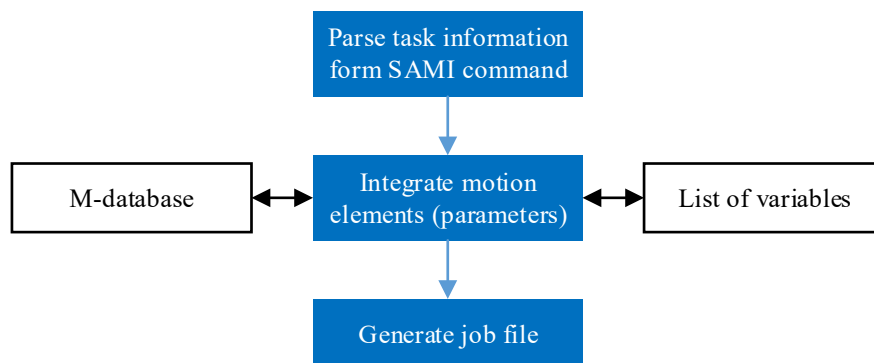 Parse task information
form SAMI command
M-database
Integrate motion
elements (parameters)
List of variables
Generate job file